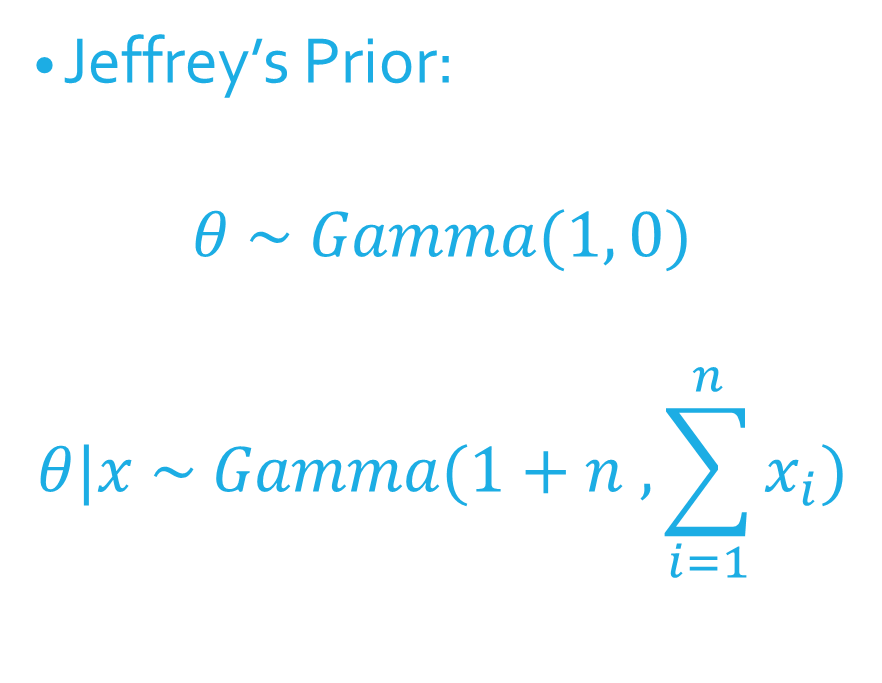 • Jeffrey’s Prior:
θ ~ Gamma(1, 0)
θ|x ~ Gamma(1 + n , ∑_{i=1}^{n} x_i)